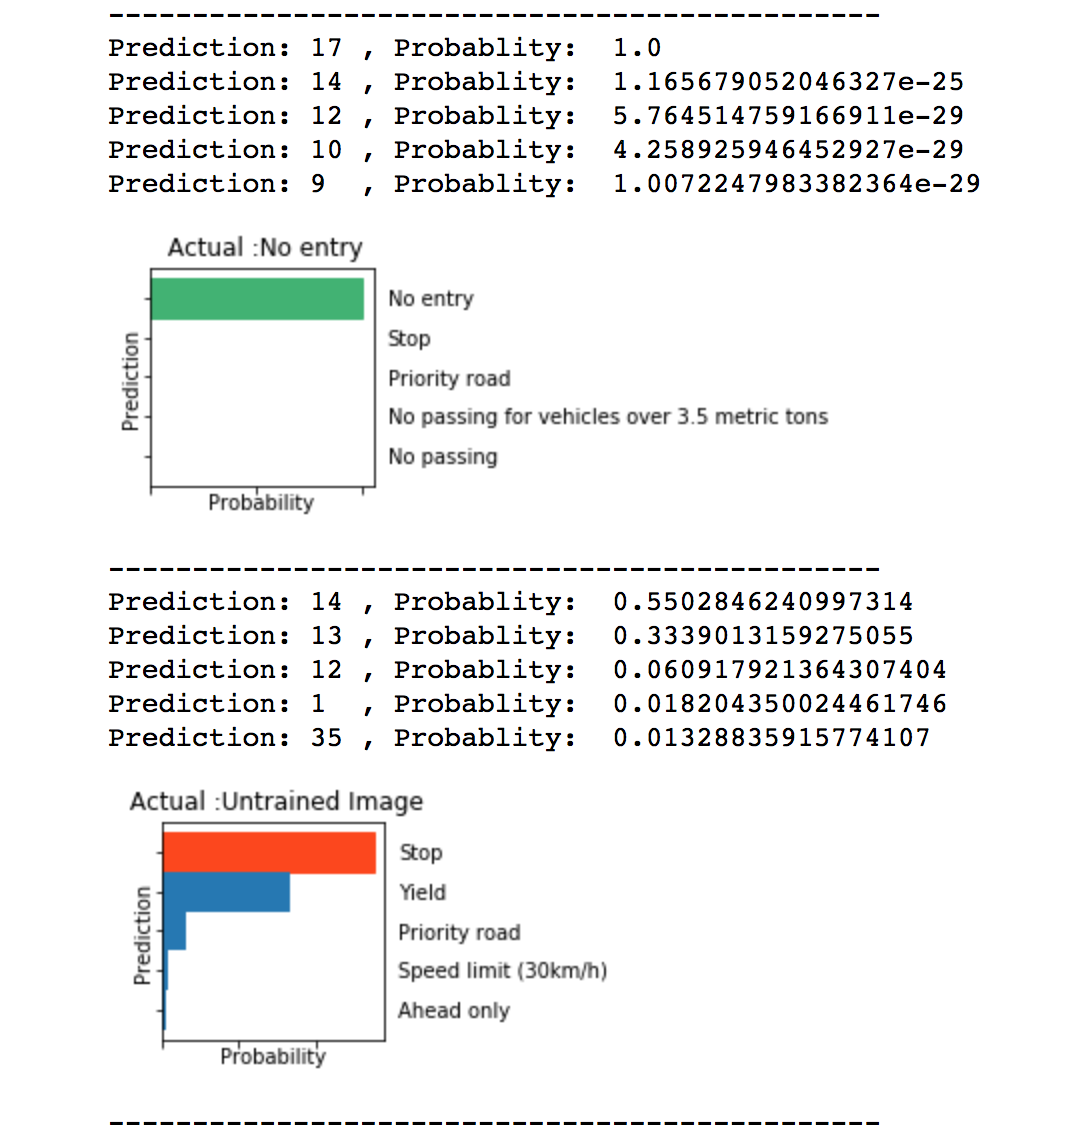 ----------------------------------------------
Prediction: 17 , Probablity:  1.0
Prediction: 14 , Probablity:  1.165679052046327e-25
Prediction: 12 , Probablity:  5.764514759166911e-29
Prediction: 10 , Probablity:  4.258925946452927e-29
Prediction: 9  , Probablity:  1.0072247983382364e-29
Actual :No entry
No entry
Stop
Priority road
No passing for vehicles over 3.5 metric tons
No passing
Prediction
Probability
----------------------------------------------
Prediction: 14 , Probablity:  0.5502846240997314
Prediction: 13 , Probablity:  0.3339013159275055
Prediction: 12 , Probablity:  0.060917921364307404
Prediction: 1  , Probablity:  0.018204350024461746
Prediction: 35 , Probablity:  0.01328835915774107
Actual :Untrained Image
Stop
Yield
Priority road
Speed limit (30km/h)
Ahead only
Prediction
Probability
----------------------------------------------